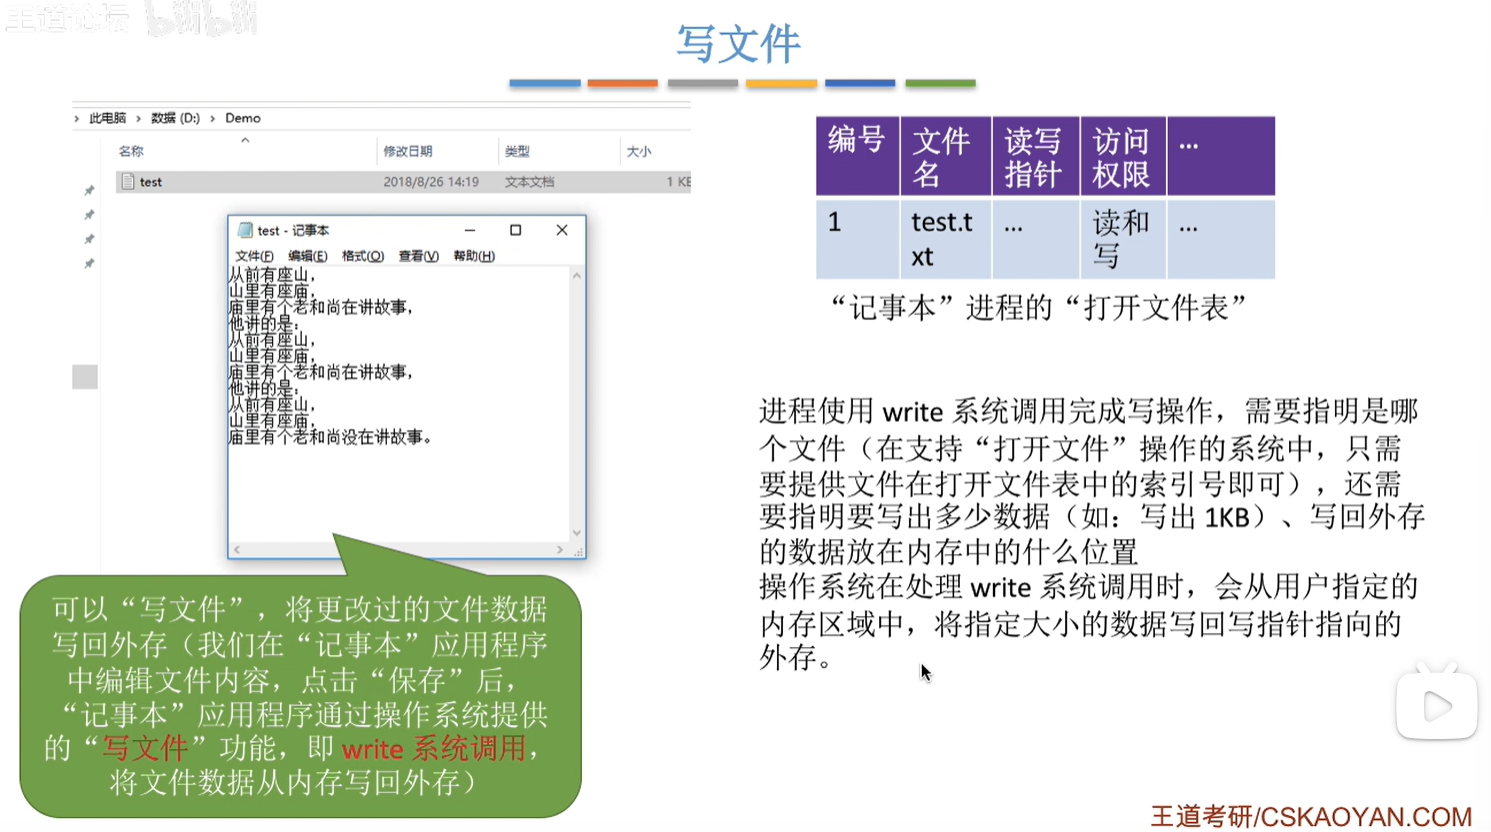 王道论坛 bilibili
写文件
此电脑 › 数据 (D:) › Demo
名称 修改日期 类型 大小
test 2018/8/26 14:19 文本文档 1 KB
test - 记事本
文件(F) 编辑(E) 格式(O) 查看(V) 帮助(H)
从前有座山，
山里有座庙，
庙里有个老和尚在讲故事，
他讲的是：
从前有座山，
山里有座庙，
庙里有个老和尚在讲故事，
他讲的是：
从前有座山，
山里有座庙，
庙里有个老和尚没在讲故事。
可以“写文件”，将更改过的文件数据
写回外存（我们在“记事本”应用程序
中编辑文件内容，点击“保存”后，
“记事本”应用程序通过操作系统提供
的“写文件”功能，即 write 系统调用，
将文件数据从内存写回外存）
编号 文件名 读写指针 访问权限 ...
1 test.txt ... 读和写 ...
“记事本”进程的“打开文件表”
进程使用 write 系统调用完成写操作，需要指明是哪
个文件（在支持“打开文件”操作的系统中，只需
要提供文件在打开文件表中的索引号即可），还需
要指明要写出多少数据（如：写出 1KB）、写回外存
的数据放在内存中的什么位置
操作系统在处理 write 系统调用时，会从用户指定的
内存区域中，将指定大小的数据写回写指针指向的
外存。
王道考研/CSKAOYAN.COM